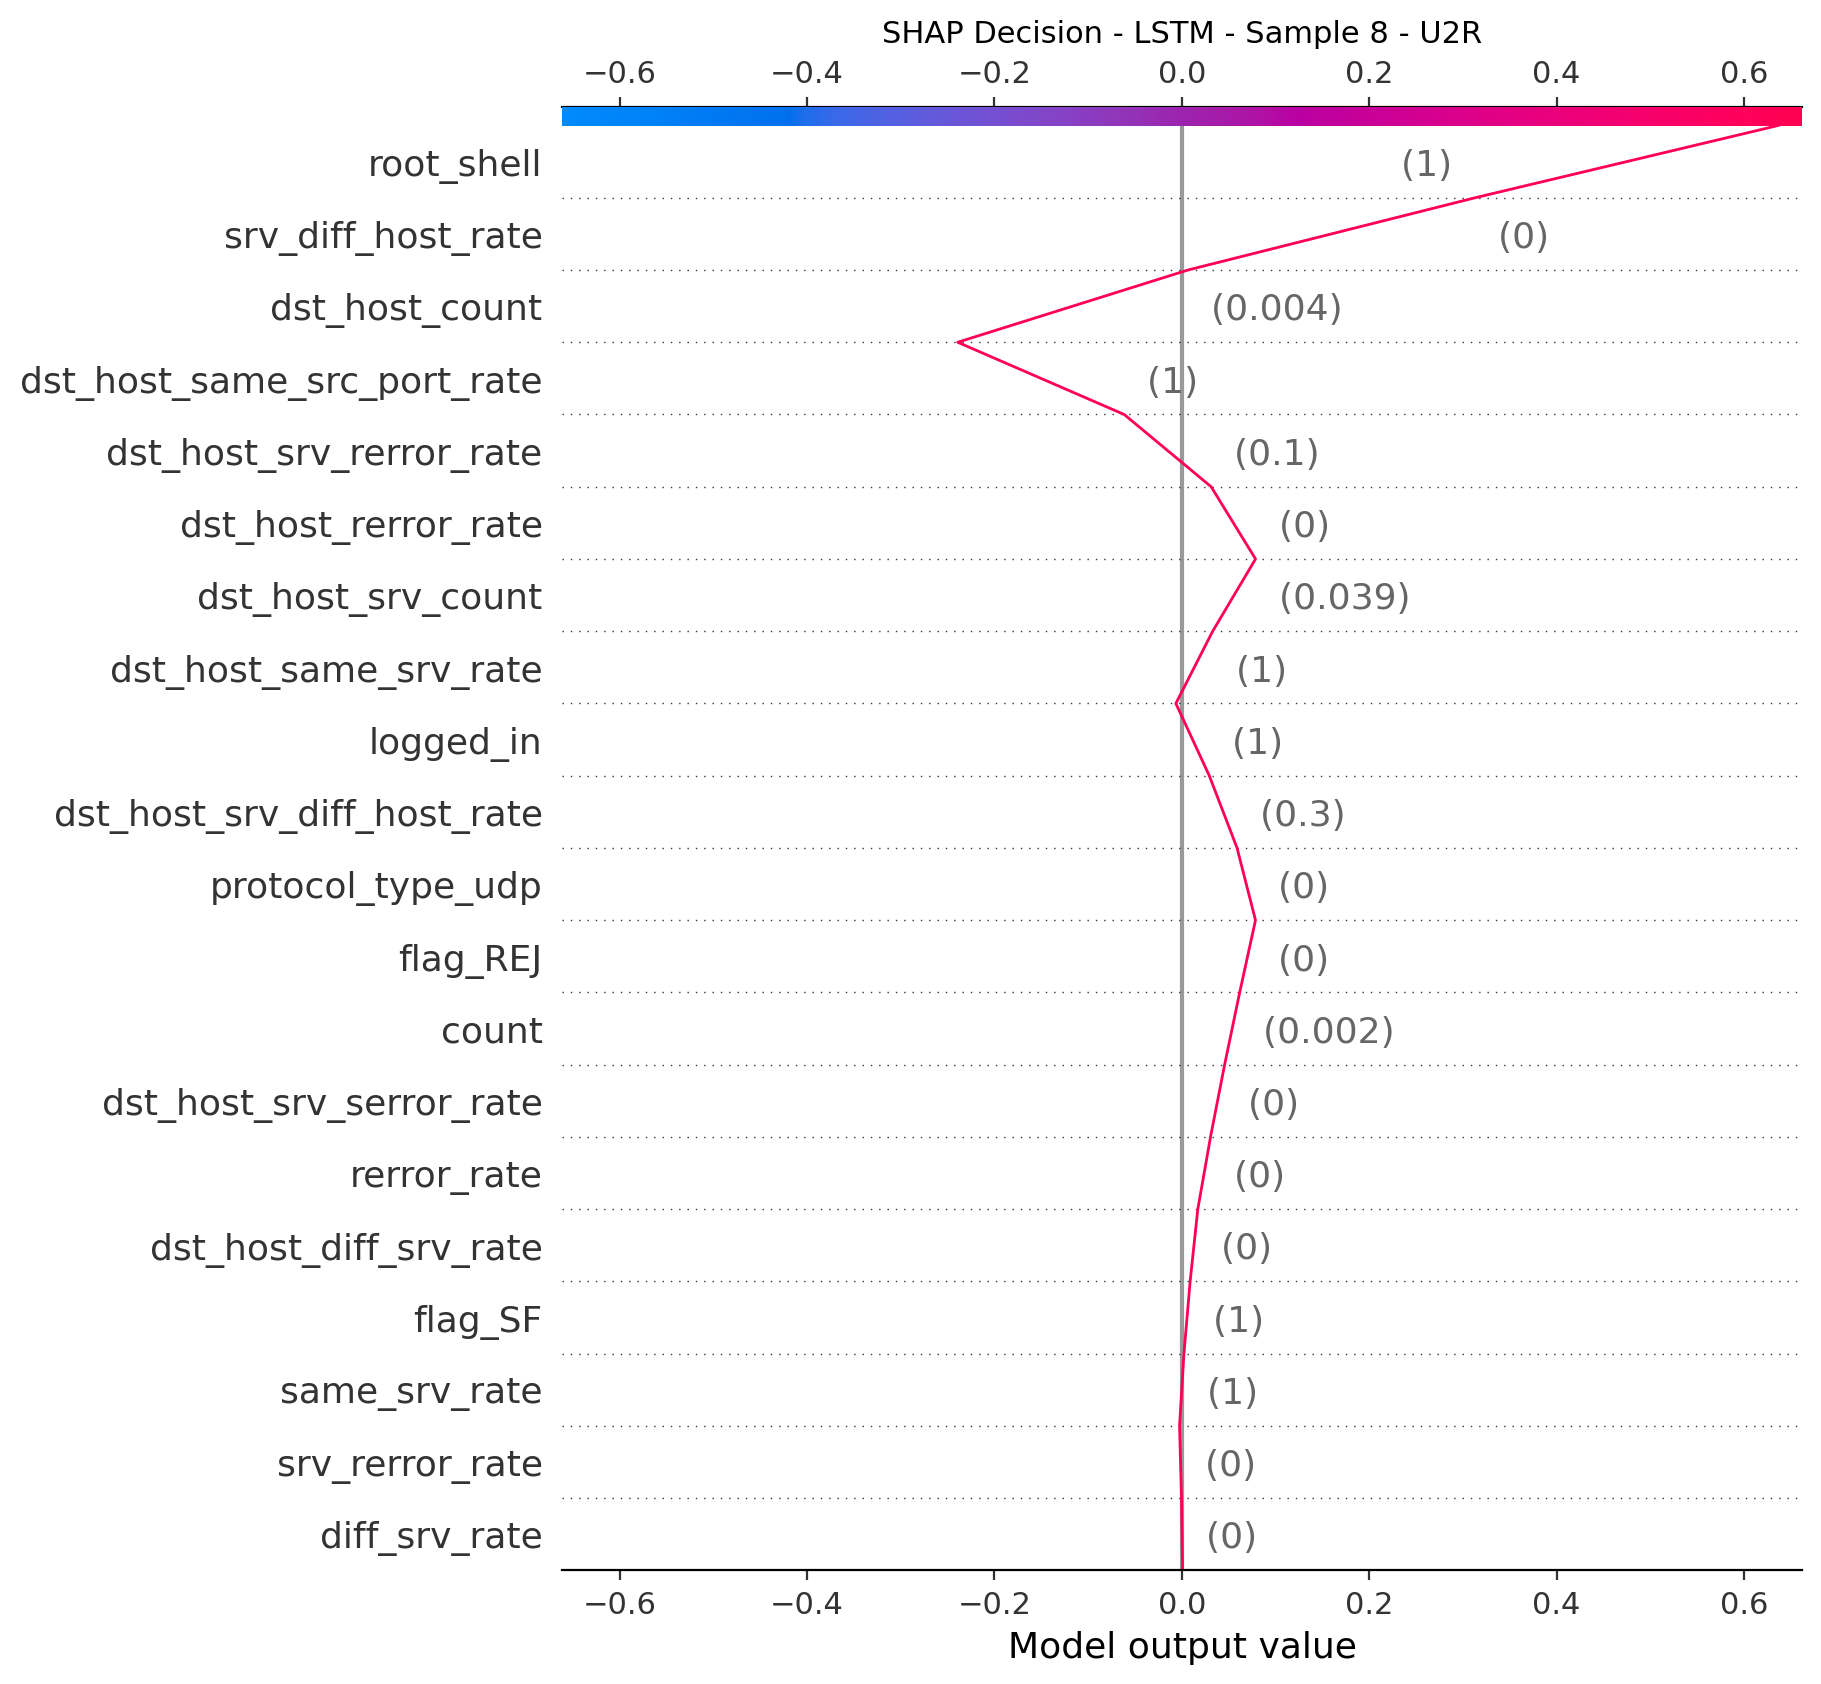 SHAP Decision - LSTM - Sample 8 - U2R
−0.6 −0.4 −0.2 0.0 0.2 0.4 0.6
root_shell (1)
srv_diff_host_rate (0)
dst_host_count (0.004)
dst_host_same_src_port_rate (1)
dst_host_srv_rerror_rate (0.1)
dst_host_rerror_rate (0)
dst_host_srv_count (0.039)
dst_host_same_srv_rate (1)
logged_in (1)
dst_host_srv_diff_host_rate (0.3)
protocol_type_udp (0)
flag_REJ (0)
count (0.002)
dst_host_srv_serror_rate (0)
rerror_rate (0)
dst_host_diff_srv_rate (0)
flag_SF (1)
same_srv_rate (1)
srv_rerror_rate (0)
diff_srv_rate (0)
−0.6 −0.4 −0.2 0.0 0.2 0.4 0.6
Model output value